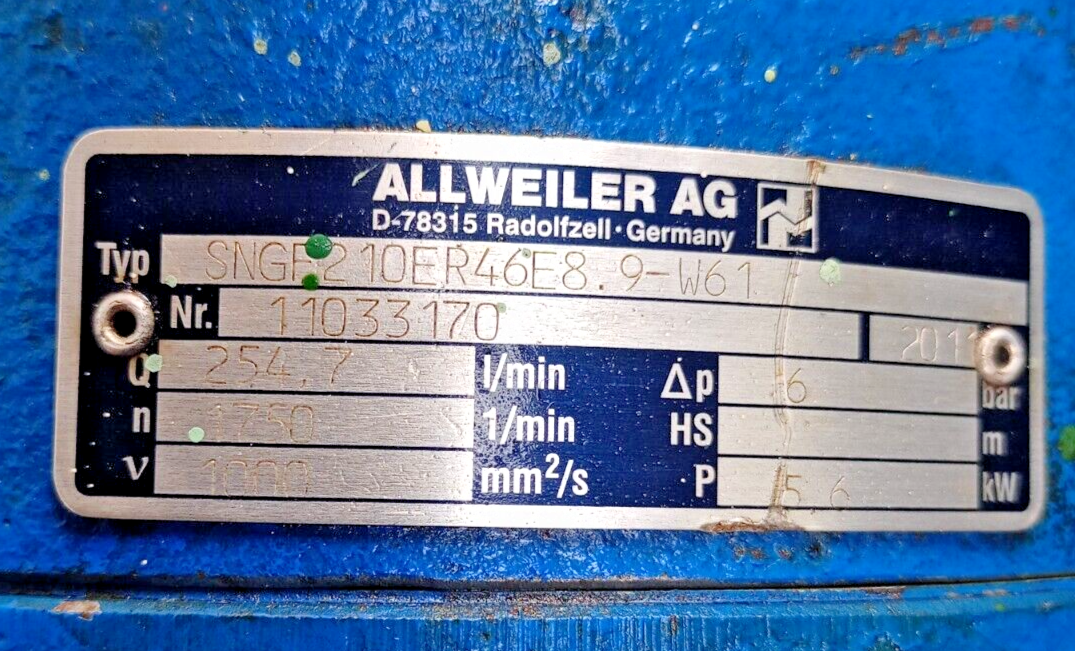 ALLWEILER AG
D-78315 Radolfzell·Germany
Typ SNGF210ER46E8.9-W61
Nr. 11033170 2011
Q 254,7 l/min Δp 6 bar
n 1750 1/min HS m
ν 1000 mm²/s P 5,6 kW